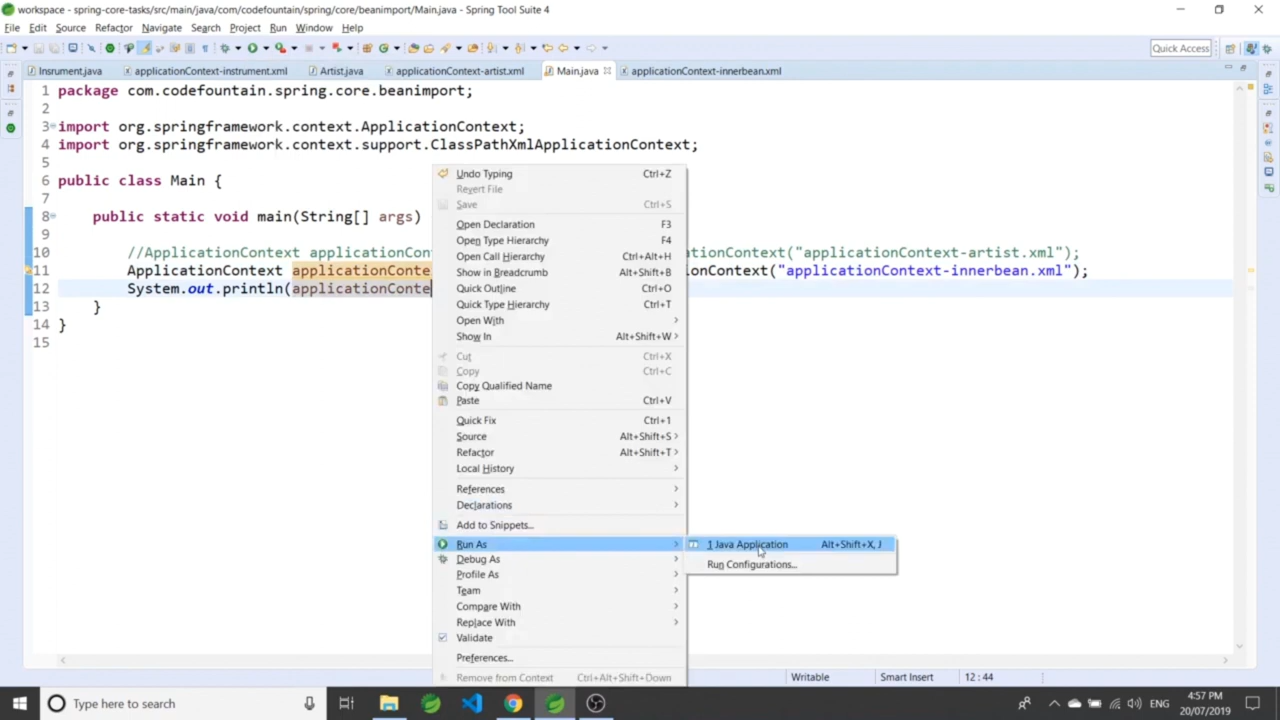 workspace - spring-core-tasks/src/main/java/com/codefountain/spring/core/beanimport/Main.java - Spring Tool Suite 4
File Edit Source Refactor Navigate Search Project Run Window Help
Quick Access
Insrument.java applicationContext-instrument.xml Artist.java applicationContext-artist.xml Main.java applicationContext-innerbean.xml
1 package com.codefountain.spring.core.beanimport;
2
3 import org.springframework.context.ApplicationContext;
4 import org.springframework.context.support.ClassPathXmlApplicationContext;
5
6 public class Main {
7
8 public static void main(String[] args)
9
10 //ApplicationContext applicationCon ationContext("applicationContext-artist.xml");
11 ApplicationContext applicationConte ionContext("applicationContext-innerbean.xml");
12 System.out.println(applicationConte
13 }
14 }
15
Undo Typing Ctrl+Z
Revert File
Save Ctrl+S
Open Declaration F3
Open Type Hierarchy F4
Open Call Hierarchy Ctrl+Alt+H
Show in Breadcrumb Alt+Shift+B
Quick Outline Ctrl+O
Quick Type Hierarchy Ctrl+T
Open With
Show In Alt+Shift+W
Cut Ctrl+X
Copy Ctrl+C
Copy Qualified Name
Paste Ctrl+V
Quick Fix Ctrl+1
Source Alt+Shift+S
Refactor Alt+Shift+T
Local History
References
Declarations
Add to Snippets...
Run As
1 Java Application Alt+Shift+X, J
Debug As
Run Configurations...
Profile As
Team
Compare With
Replace With
Validate
Preferences...
Remove from Context Ctrl+Alt+Shift+Down
Writable Smart Insert 12 : 44
Type here to search
ENG
4:57 PM
20/07/2019